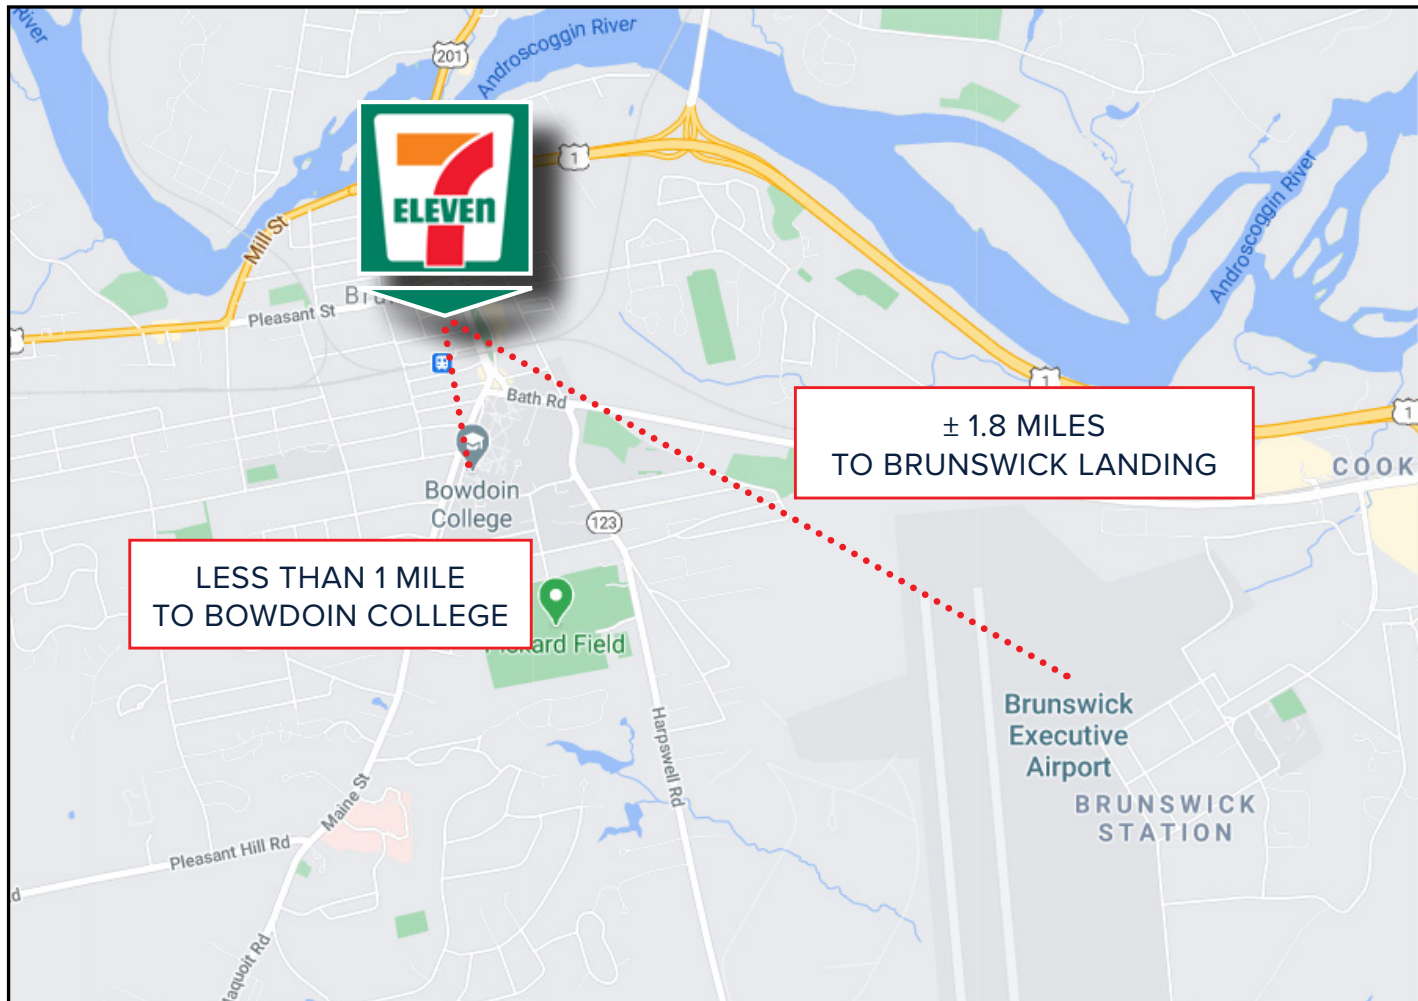 River
201
Androscoggin River
1
7
ELEVEn
Mill St
Pleasant St
Androscoggin River
1
1
Bath Rd
± 1.8 MILES
TO BRUNSWICK LANDING
COOK
Bowdoin
College
123
LESS THAN 1 MILE
TO BOWDOIN COLLEGE
Field
Brunswick
Executive
Airport
Harpswell Rd
BRUNSWICK
STATION
Maine St
Pleasant Hill Rd